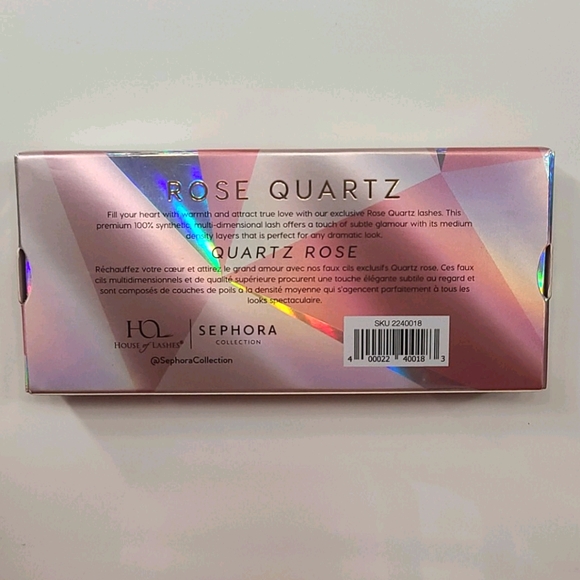 ROSE QUARTZ
Fill your heart with warmth and attract true love with our exclusive Rose Quartz lashes. This
premium 100% synthetic, multi-dimensional lash offers a touch of subtle glamour with its medium
density layers that is perfect for any dramatic look.
QUARTZ ROSE
Réchauffez votre cœur et attirez le grand amour avec nos faux cils exclusifs Quartz rose. Ces faux
cils multidimensionnels et de qualité supérieure procurent une touche élégante subtile au regard et
sont composés de couches de poils à la densité moyenne qui s'agencent parfaitement à tous les
looks spectaculaires.
HOL
HOUSE of LASHES®
SEPHORA
COLLECTION
@SephoraCollection
SKU 2240018
4 00022 40018 3